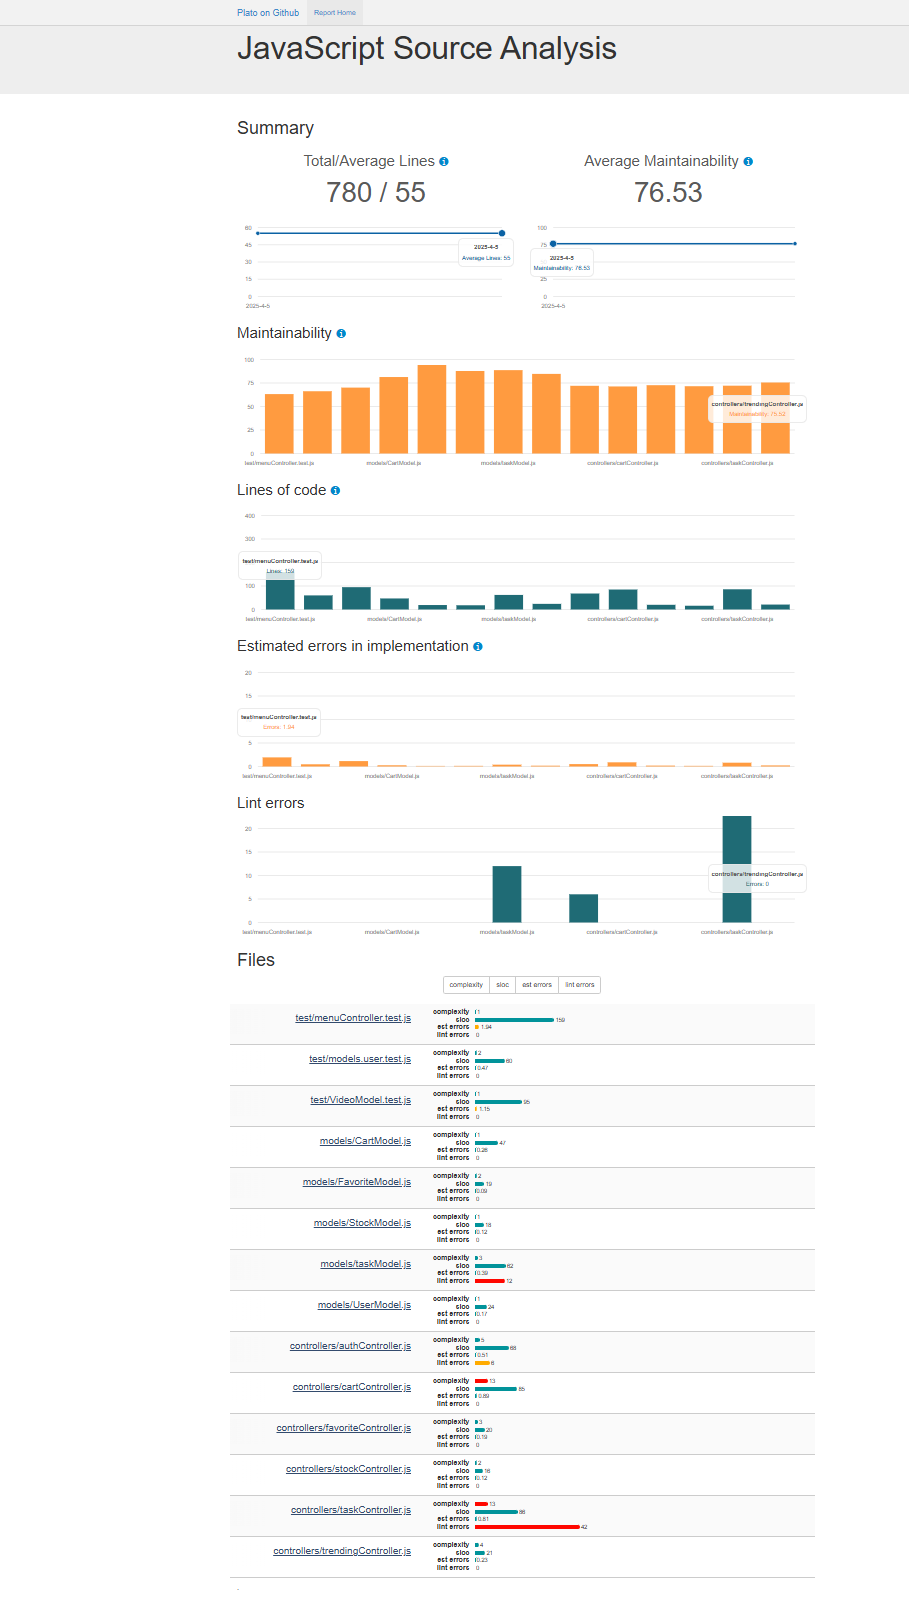 Plato on Github Report Home
JavaScript Source Analysis
Summary
Total/Average Lines
Average Maintainability
780 / 55
76.53
60
45
30
15
0
2025-4-5
2025-4-5
Average Lines: 55
100
75
25
0
2025-4-5
2025-4-5
Maintainability: 76.53
Maintainability
100
75
50
25
0
controllers/trendingController.js
Maintainability: 75.52
test/menuController.test.js models/CartModel.js models/taskModel.js controllers/cartController.js controllers/taskController.js
Lines of code
400
300
100
0
test/menuController.test.js
Lines: 159
test/menuController.test.js models/CartModel.js models/taskModel.js controllers/cartController.js controllers/taskController.js
Estimated errors in implementation
20
15
5
0
test/menuController.test.js
Errors: 1.94
test/menuController.test.js models/CartModel.js models/taskModel.js controllers/cartController.js controllers/taskController.js
Lint errors
20
15
10
5
0
controllers/trendingController.js
Errors: 0
test/menuController.test.js models/CartModel.js models/taskModel.js controllers/cartController.js controllers/taskController.js
Files
complexity sloc est errors lint errors
test/menuController.test.js
complexity 1
sloc 159
est errors 1.94
lint errors 0
test/models.user.test.js
complexity 2
sloc 60
est errors 0.47
lint errors 0
test/VideoModel.test.js
complexity 1
sloc 95
est errors 1.15
lint errors 0
models/CartModel.js
complexity 1
sloc 47
est errors 0.28
lint errors 0
models/FavoriteModel.js
complexity 2
sloc 19
est errors 0.09
lint errors 0
models/StockModel.js
complexity 1
sloc 18
est errors 0.12
lint errors 0
models/taskModel.js
complexity 3
sloc 62
est errors 0.39
lint errors 12
models/UserModel.js
complexity 1
sloc 24
est errors 0.17
lint errors 0
controllers/authController.js
complexity 5
sloc 68
est errors 0.51
lint errors 6
controllers/cartController.js
complexity 13
sloc 85
est errors 0.89
lint errors 0
controllers/favoriteController.js
complexity 3
sloc 20
est errors 0.19
lint errors 0
controllers/stockController.js
complexity 2
sloc 16
est errors 0.12
lint errors 0
controllers/taskController.js
complexity 13
sloc 86
est errors 0.81
lint errors 42
controllers/trendingController.js
complexity 4
sloc 21
est errors 0.23
lint errors 0